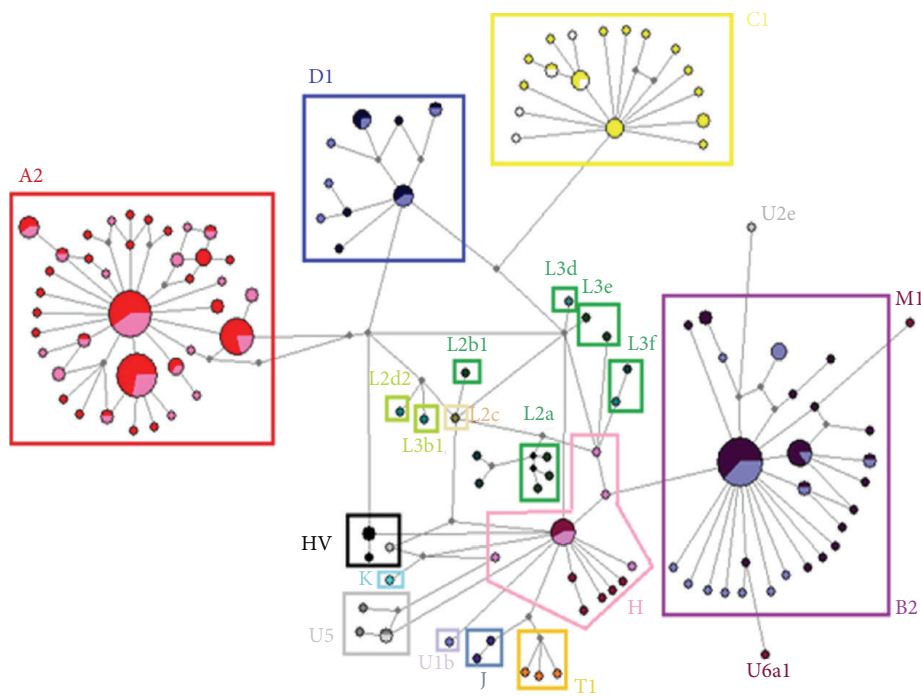 C1
D1
A2
U2e
L3d
L3e
M1
L3f
L2b1
L2d2
L2c
L2a
L3b1
HV
K
H
B2
U5
U1b
J
T1
U6a1